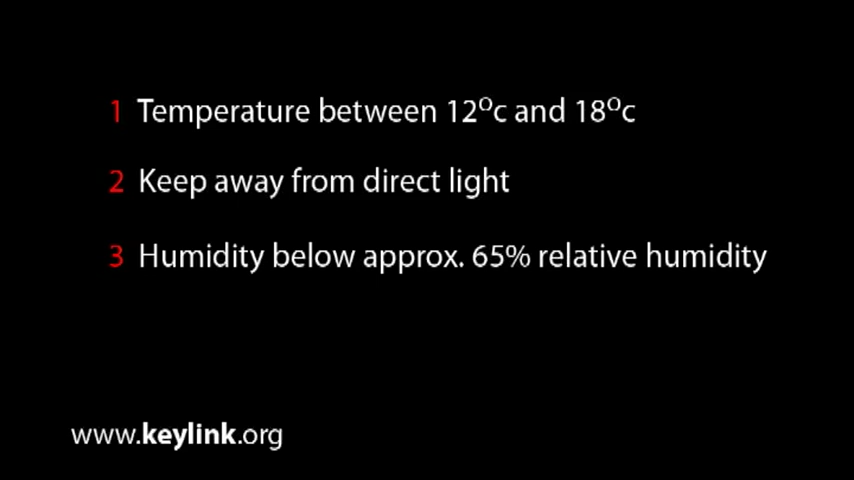 1 Temperature between 12ºc and 18ºc
2 Keep away from direct light
3 Humidity below approx. 65% relative humidity
www.keylink.org